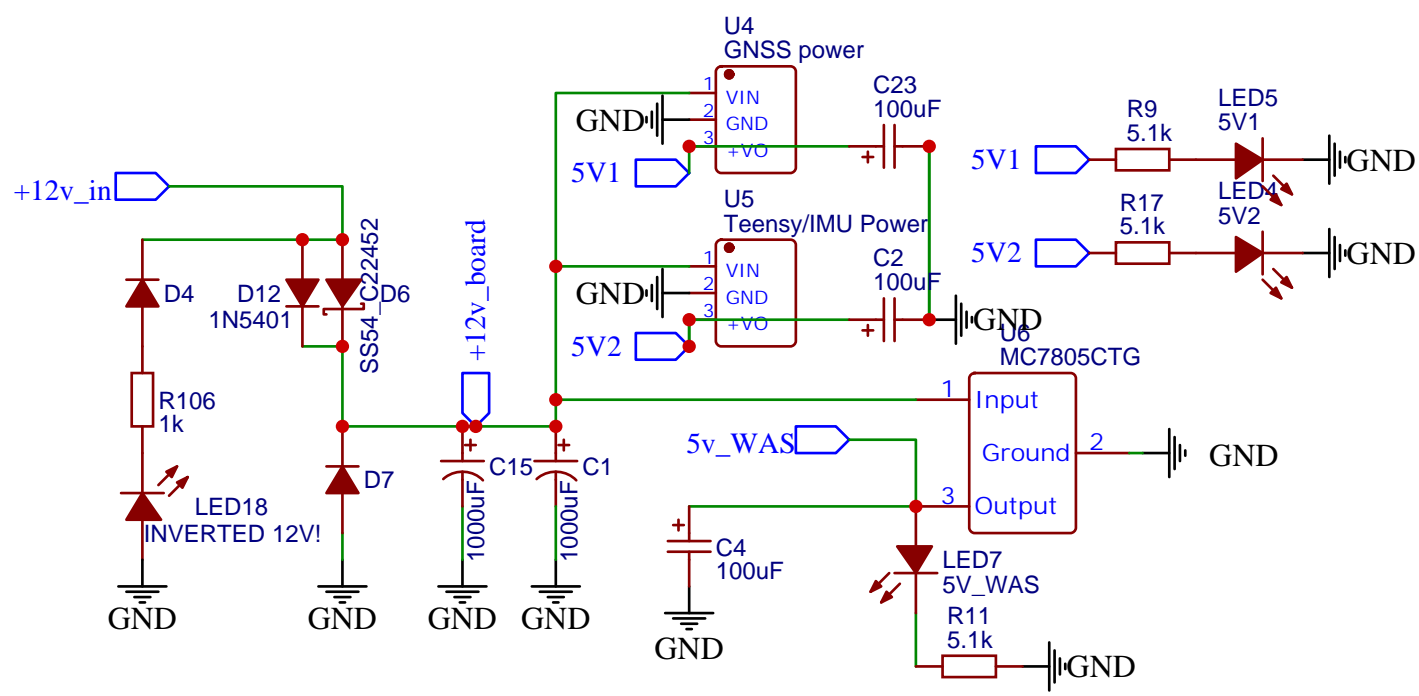 U4
GNSS power
1
VIN
2
GND
3
+VO
GND
5V1
C23
100uF
+
R9
5.1k
LED5
5V1
5V1
GND
+12v_in
U5
Teensy/IMU Power
1
VIN
2
GND
3
+VO
GND
5V2
C2
100uF
+
GND
R17
5.1k
LED4
5V2
5V2
GND
D4
D12
1N5401
SS54_C22452
D6
+12v_board
R106
1k
LED18
INVERTED 12V!
GND
D7
GND
+
C15
1000uF
GND
+
C1
1000uF
GND
U6
MC7805CTG
1
Input
Ground
2
GND
3
Output
5v_WAS
+
C4
100uF
GND
LED7
5V_WAS
R11
5.1k
GND